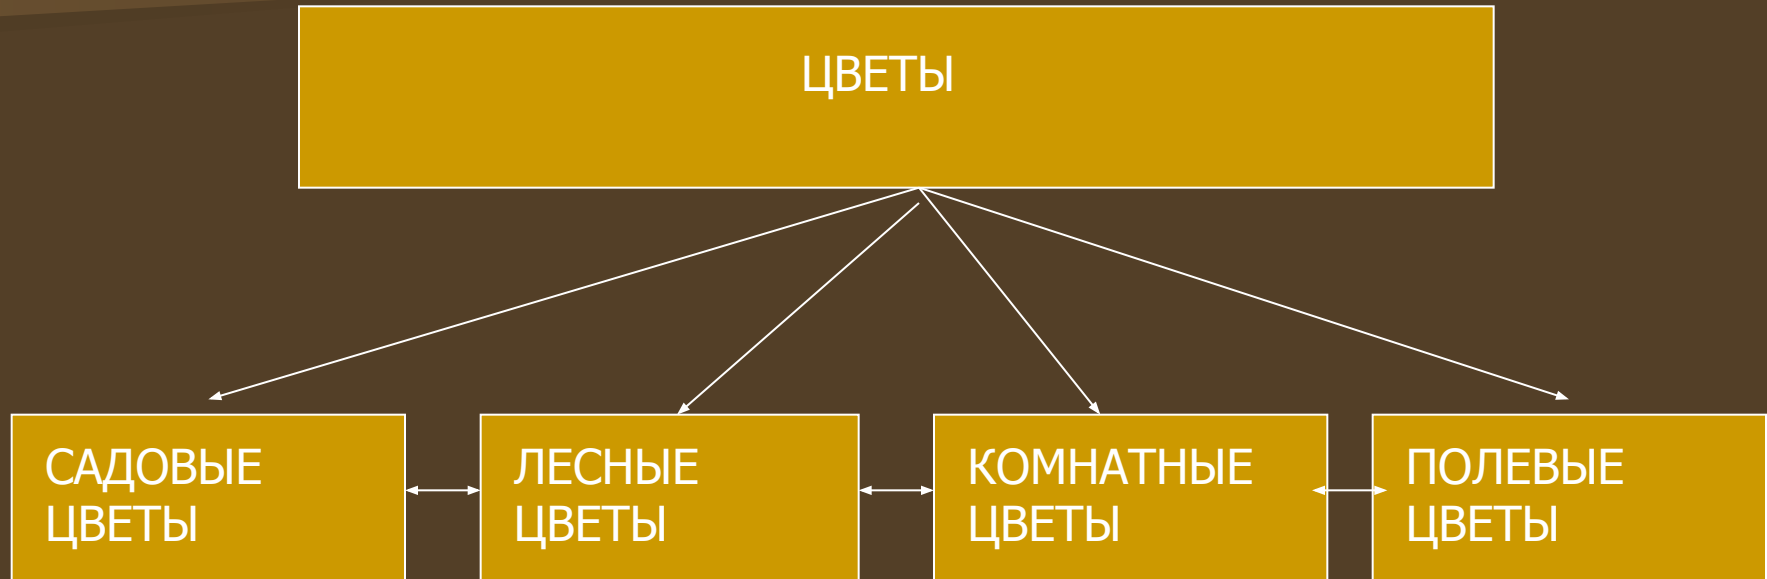 ЦВЕТЫ
САДОВЫЕ
ЦВЕТЫ
ЛЕСНЫЕ
ЦВЕТЫ
КОМНАТНЫЕ
ЦВЕТЫ
ПОЛЕВЫЕ
ЦВЕТЫ